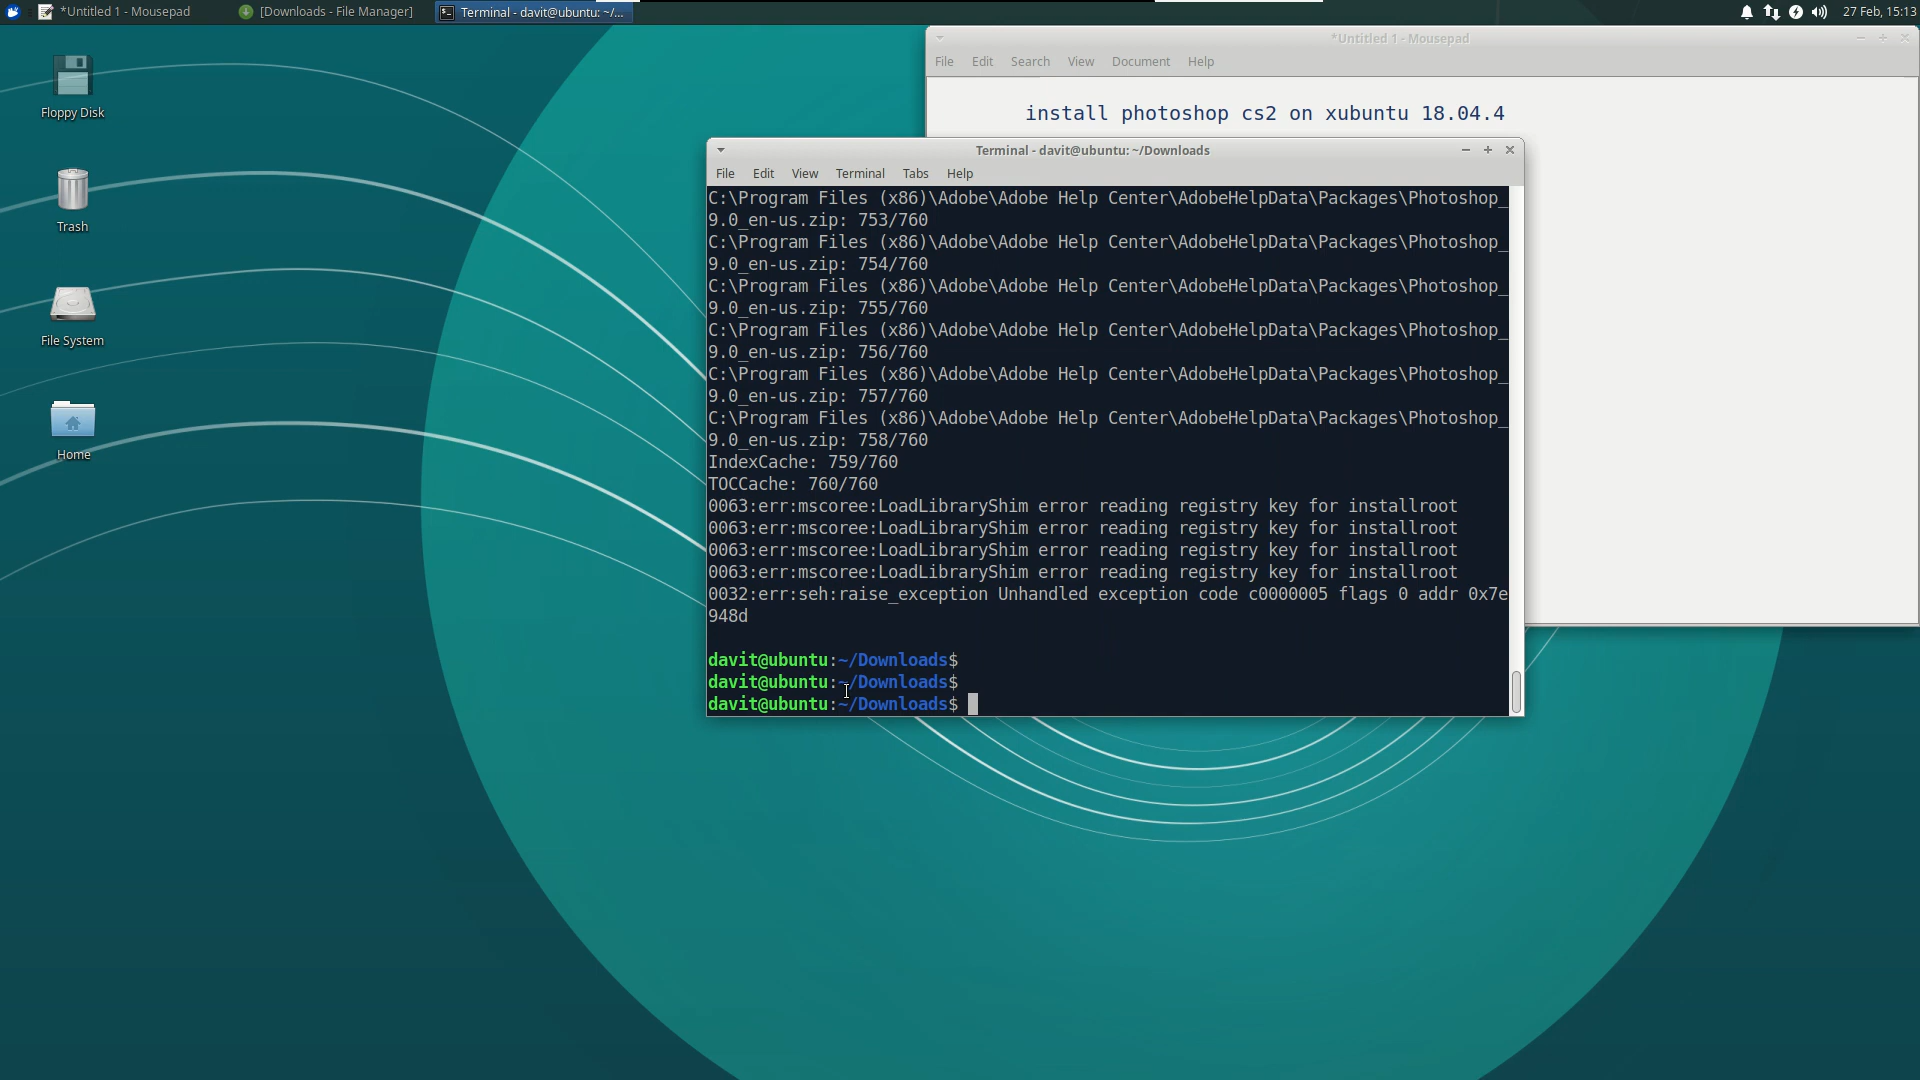 *Untitled 1 - Mousepad
[Downloads - File Manager]
Terminal - davit@ubuntu: ~/...
27 Feb, 15:13
Floppy Disk
Trash
File System
Home
*Untitled 1 - Mousepad
File Edit Search View Document Help
install photoshop cs2 on xubuntu 18.04.4
Terminal - davit@ubuntu: ~/Downloads
File Edit View Terminal Tabs Help
C:\Program Files (x86)\Adobe\Adobe Help Center\AdobeHelpData\Packages\Photoshop_
9.0_en-us.zip: 753/760
C:\Program Files (x86)\Adobe\Adobe Help Center\AdobeHelpData\Packages\Photoshop_
9.0_en-us.zip: 754/760
C:\Program Files (x86)\Adobe\Adobe Help Center\AdobeHelpData\Packages\Photoshop_
9.0_en-us.zip: 755/760
C:\Program Files (x86)\Adobe\Adobe Help Center\AdobeHelpData\Packages\Photoshop_
9.0_en-us.zip: 756/760
C:\Program Files (x86)\Adobe\Adobe Help Center\AdobeHelpData\Packages\Photoshop_
9.0_en-us.zip: 757/760
C:\Program Files (x86)\Adobe\Adobe Help Center\AdobeHelpData\Packages\Photoshop_
9.0_en-us.zip: 758/760
IndexCache: 759/760
TOCCache: 760/760
0063:err:mscoree:LoadLibraryShim error reading registry key for installroot
0063:err:mscoree:LoadLibraryShim error reading registry key for installroot
0063:err:mscoree:LoadLibraryShim error reading registry key for installroot
0063:err:mscoree:LoadLibraryShim error reading registry key for installroot
0032:err:seh:raise_exception Unhandled exception code c0000005 flags 0 addr 0x7e
948d
davit@ubuntu:~/Downloads$
davit@ubuntu:~/Downloads$
davit@ubuntu:~/Downloads$